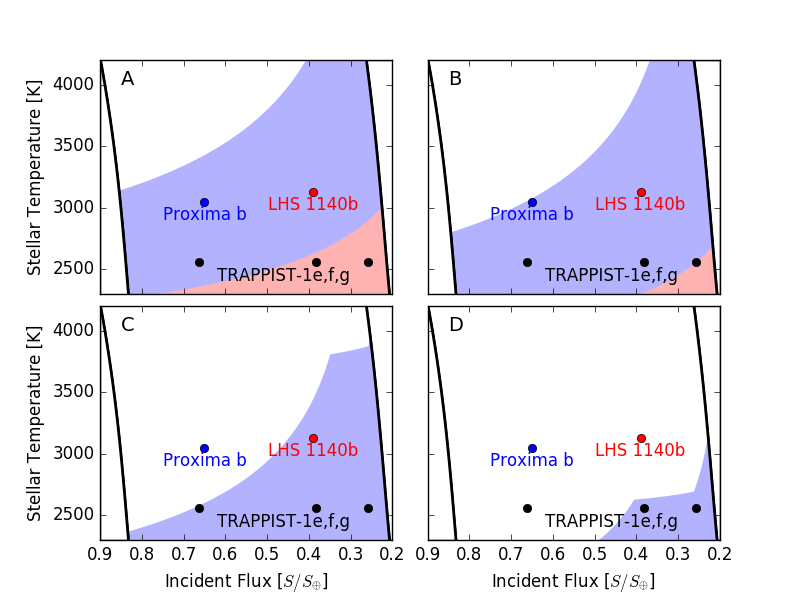 A
B
4000
3500
3000
2500
Stellar Temperature [K]
Proxima b
LHS 1140b
TRAPPIST-1e,f,g
Proxima b
LHS 1140b
TRAPPIST-1e,f,g
C
D
4000
3500
3000
2500
Stellar Temperature [K]
Proxima b
LHS 1140b
TRAPPIST-1e,f,g
Proxima b
LHS 1140b
TRAPPIST-1e,f,g
0.9 0.8 0.7 0.6 0.5 0.4 0.3 0.2
0.9 0.8 0.7 0.6 0.5 0.4 0.3 0.2
Incident Flux [S/S⊕]
Incident Flux [S/S⊕]